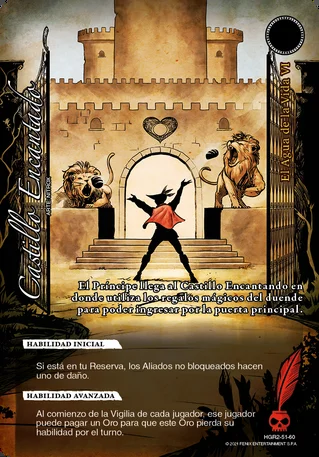 Castillo Encantado
El Agua de la Vida VI
El Príncipe llega al Castillo Encantando en
donde utiliza los regalos mágicos del duende
para poder ingresar por la puerta principal.
HABILIDAD INICIAL
Si está en tu Reserva, los Aliados no bloqueados hacen
uno de daño.
HABILIDAD AVANZADA
Al comienzo de la Vigilia de cada jugador, ese jugador
puede pagar un Oro para que este Oro pierda su
habilidad por el turno.
HGR2-51-60
© 2021 FENIX ENTERTAINMENT S.P.A.